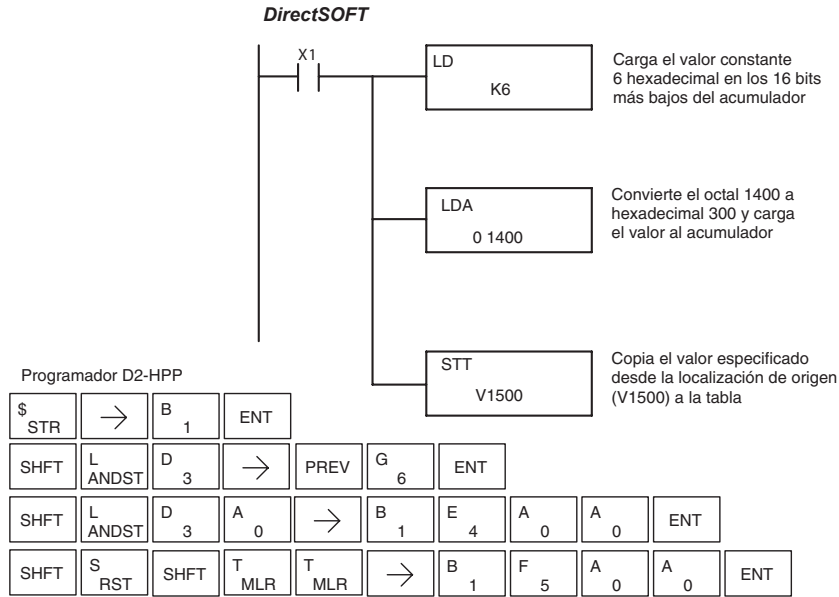 DirectSOFT
X1
LD
K6
Carga el valor constante
6 hexadecimal en los 16 bits
más bajos del acumulador
LDA
0 1400
Convierte el octal 1400 a
hexadecimal 300 y carga
el valor al acumulador
STT
V1500
Copia el valor especificado
desde la localización de origen
(V1500) a la tabla
Programador D2-HPP
$ STR → B 1 ENT
SHFT L ANDST D 3 → PREV G 6 ENT
SHFT L ANDST D 3 A 0 → B 1 E 4 A 0 A 0 ENT
SHFT S RST SHFT T MLR T MLR → B 1 F 5 A 0 A 0 ENT